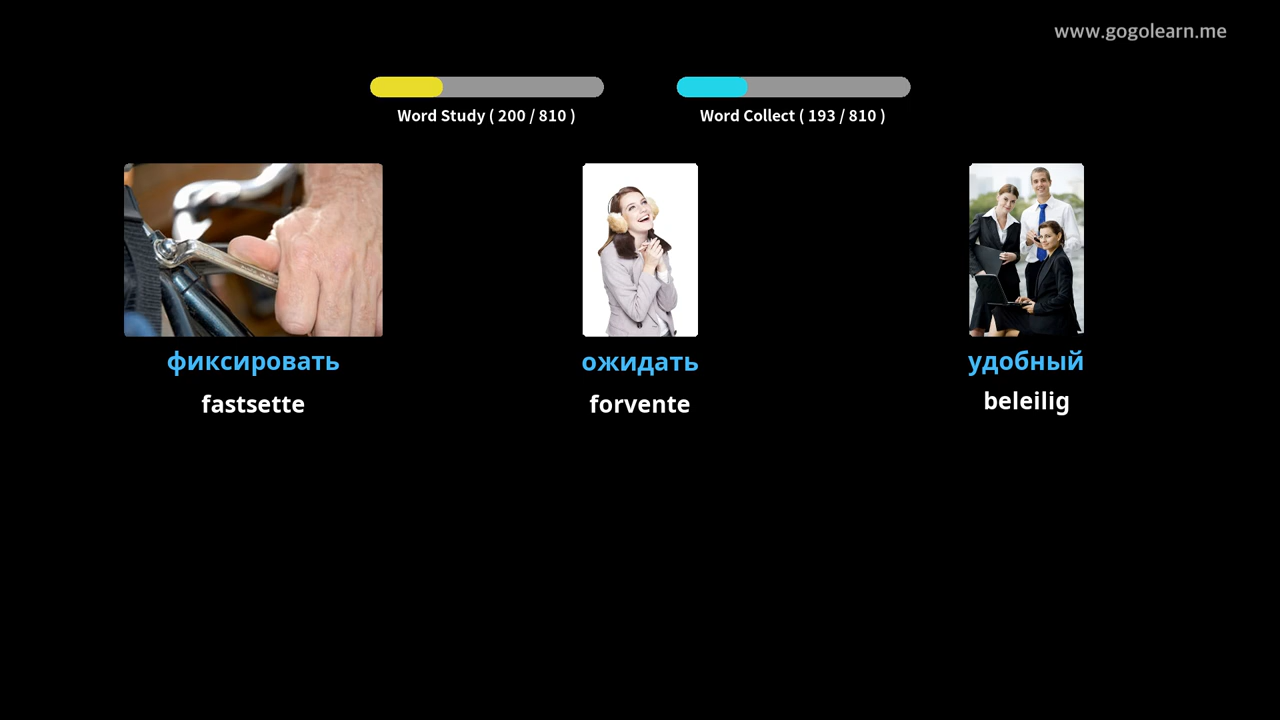 www.gogolearn.me
Word Study ( 200 / 810 )
Word Collect ( 193 / 810 )
фиксировать
ожидать
удобный
fastsette
forvente
beleilig